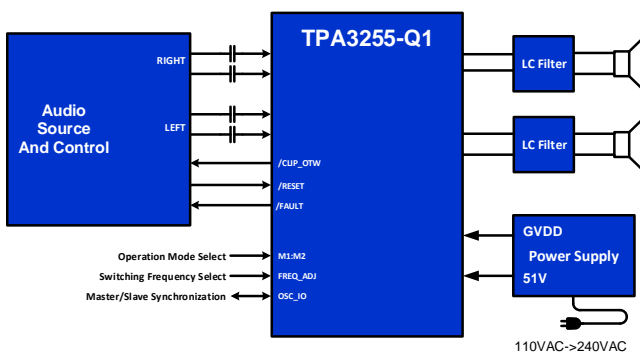 TPA3255-Q1
RIGHT
LC Filter
Audio
Source
And Control
LEFT
LC Filter
/CLIP_OTW
/RESET
/FAULT
GVDD
Power Supply
51V
Operation Mode Select
M1:M2
Switching Frequency Select
FREQ_ADJ
Master/Slave Synchronization
OSC_IO
110VAC->240VAC